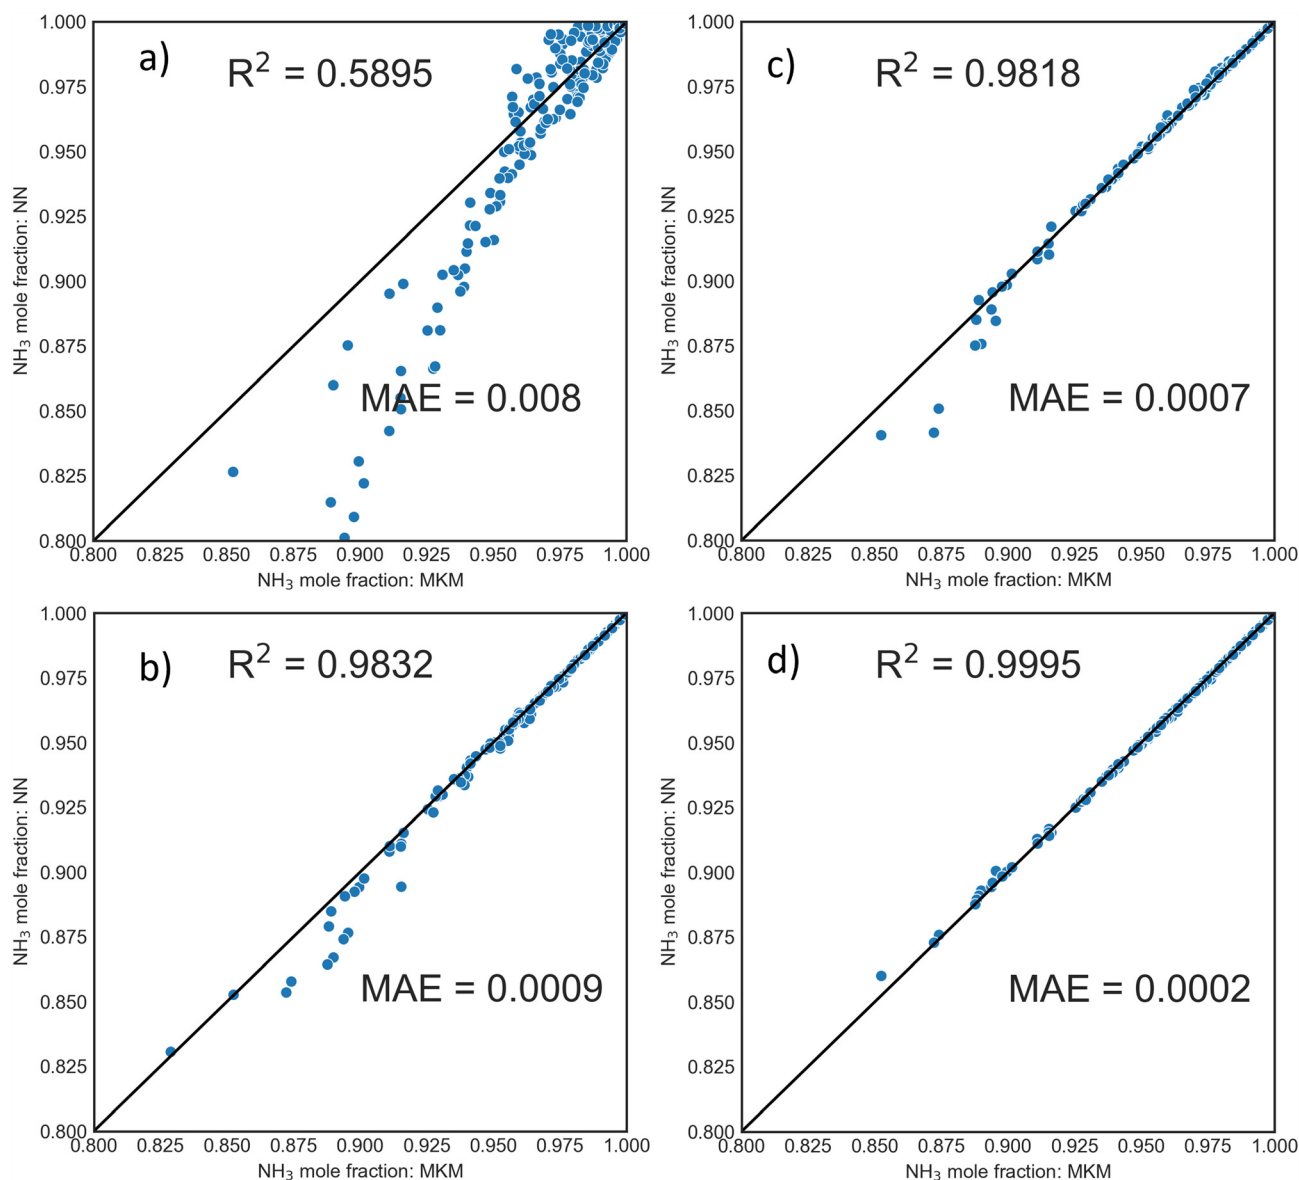 a)
R² = 0.5895
MAE = 0.008
NH₃ mole fraction: NN
1.000
0.975
0.950
0.925
0.900
0.875
0.850
0.825
0.800
0.800 0.825 0.850 0.875 0.900 0.925 0.950 0.975 1.000
NH₃ mole fraction: MKM
c)
R² = 0.9818
MAE = 0.0007
NH₃ mole fraction: NN
1.000
0.975
0.950
0.925
0.900
0.875
0.850
0.825
0.800
0.800 0.825 0.850 0.875 0.900 0.925 0.950 0.975 1.000
NH₃ mole fraction: MKM
b)
R² = 0.9832
MAE = 0.0009
NH₃ mole fraction: NN
1.000
0.975
0.950
0.925
0.900
0.875
0.850
0.825
0.800
0.800 0.825 0.850 0.875 0.900 0.925 0.950 0.975 1.000
NH₃ mole fraction: MKM
d)
R² = 0.9995
MAE = 0.0002
NH₃ mole fraction: NN
1.000
0.975
0.950
0.925
0.900
0.875
0.850
0.825
0.800
0.800 0.825 0.850 0.875 0.900 0.925 0.950 0.975 1.000
NH₃ mole fraction: MKM